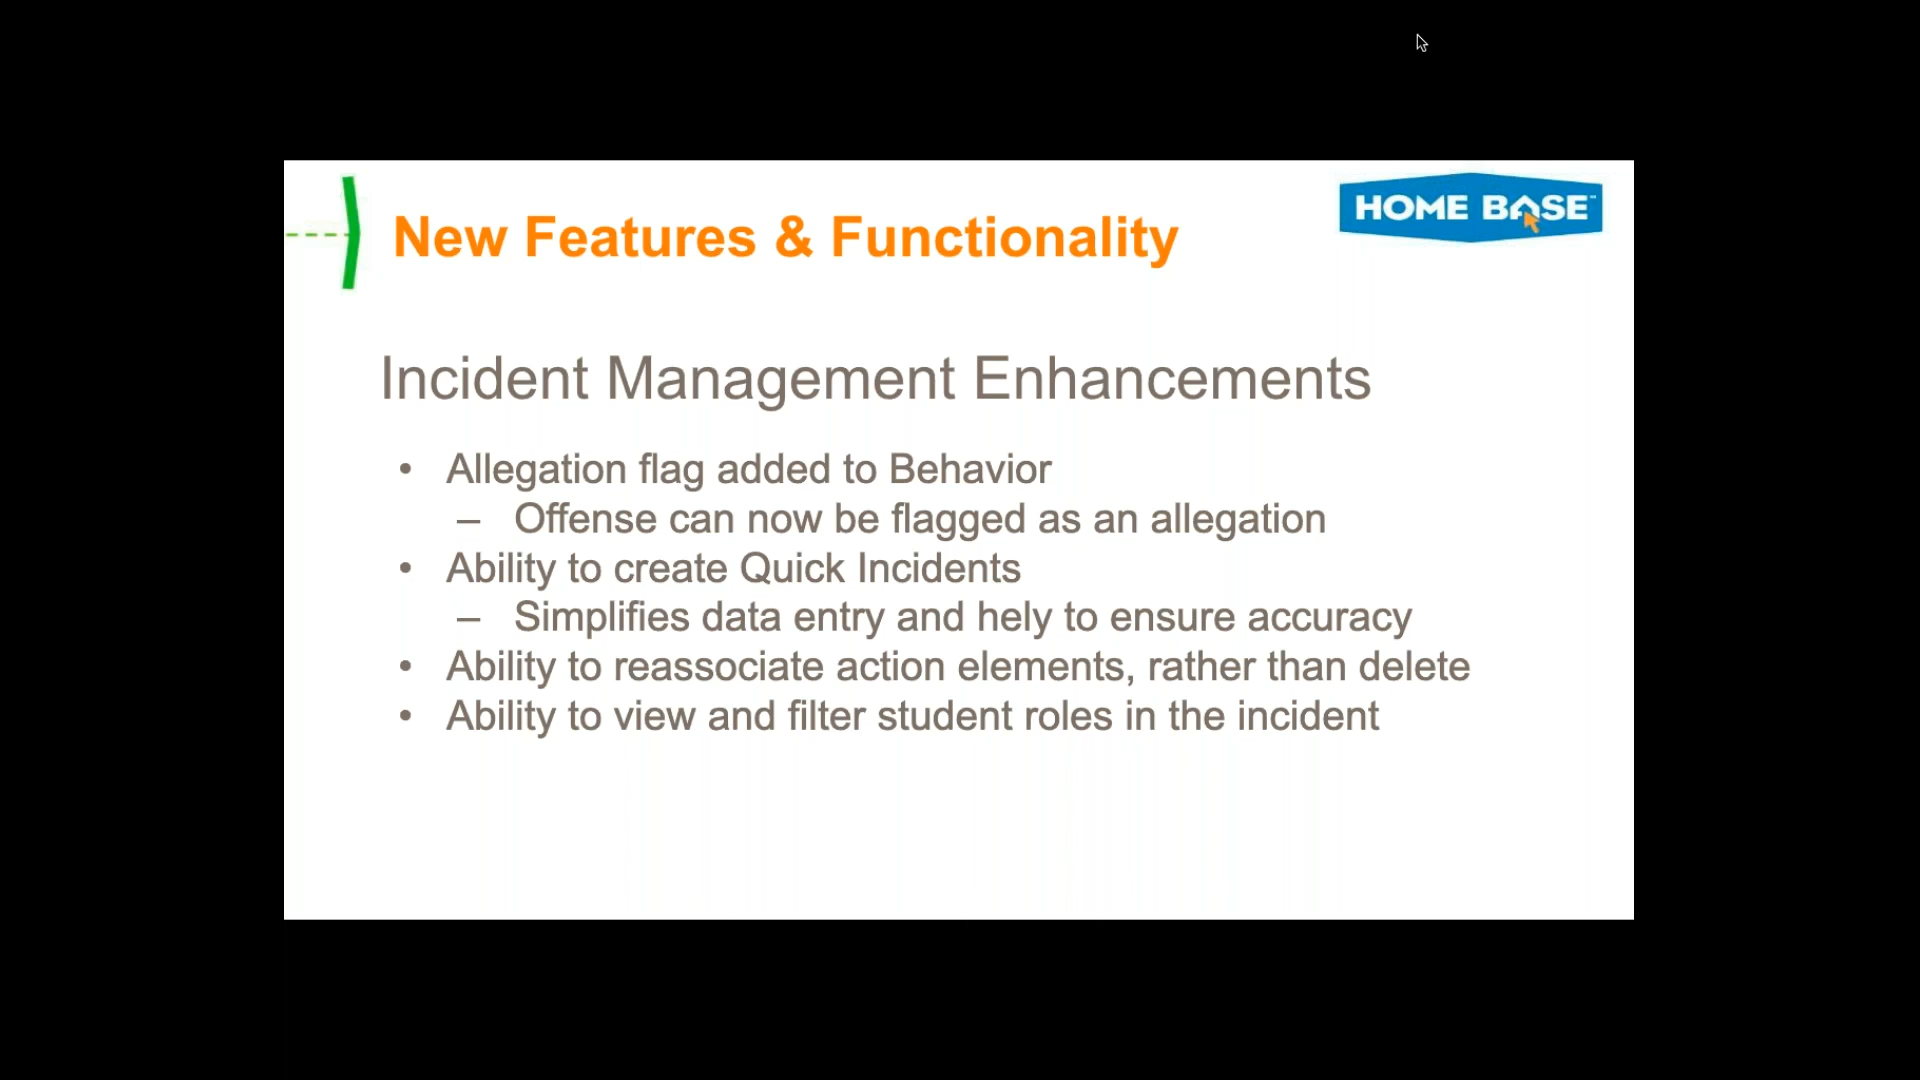 HOME BASE™
New Features & Functionality
Incident Management Enhancements
• Allegation flag added to Behavior
– Offense can now be flagged as an allegation
• Ability to create Quick Incidents
– Simplifies data entry and hely to ensure accuracy
• Ability to reassociate action elements, rather than delete
• Ability to view and filter student roles in the incident